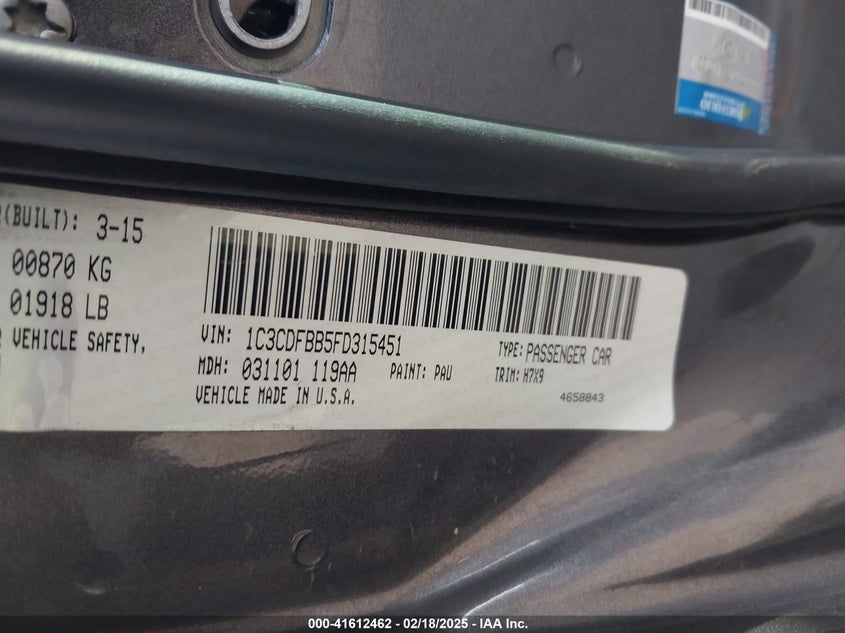 PORTFOLIO
R(BUILT): 3-15
00870 KG
01918 LB
VEHICLE SAFETY,
VIN: 1C3CDFBB5FD315451
TYPE: PASSENGER CAR
MDH: 031101 119AA PAINT: PAU
TRIM: H7X9
VEHICLE MADE IN U.S.A.
4658843
000-41612462 - 02/18/2025 - IAA Inc.